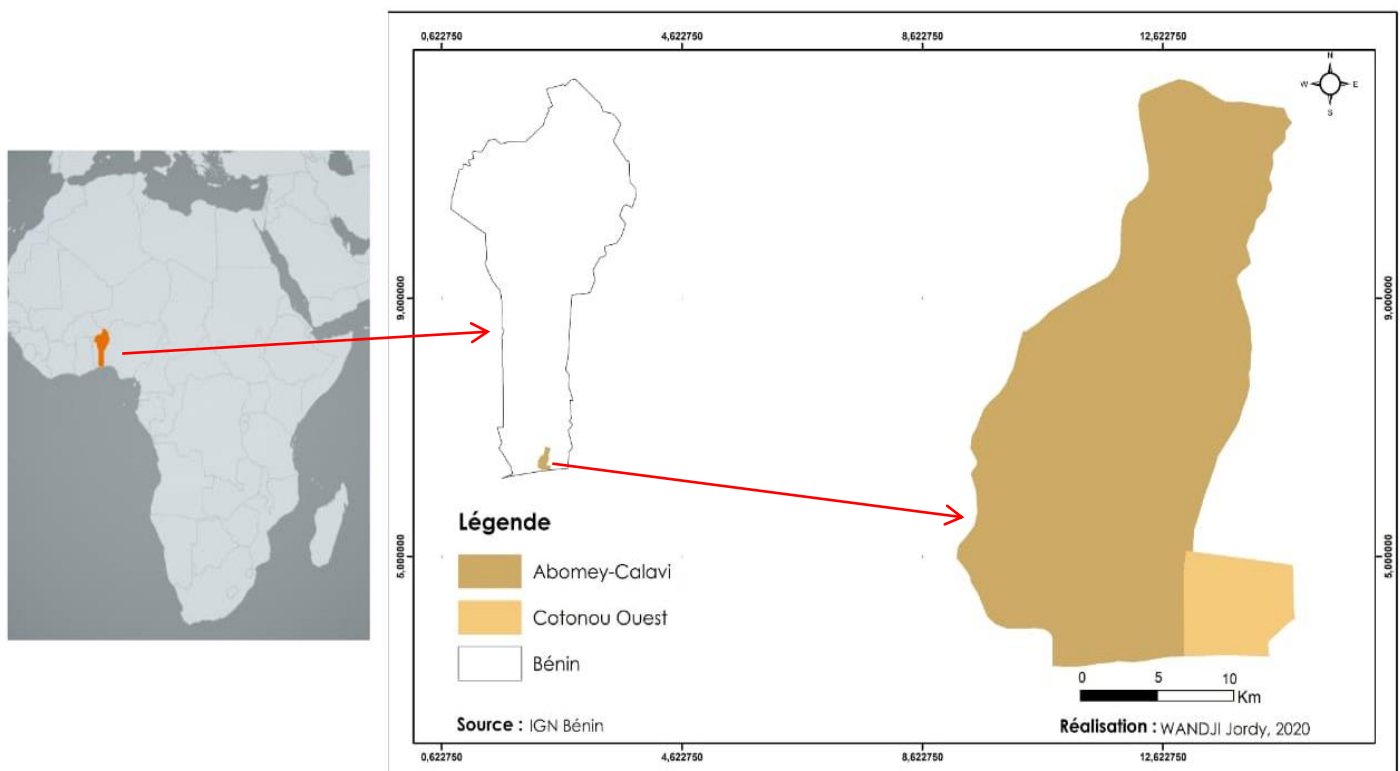 0,622750 4,622750 8,622750 12,622750
N
W E
S
9,000000 9,000000
5,000000 5,000000
Légende
Abomey-Calavi
Cotonou Ouest
Bénin
0 5 10
Km
Source : IGN Bénin
Réalisation : WANDJI Jordy, 2020
0,622750 4,622750 8,622750 12,622750